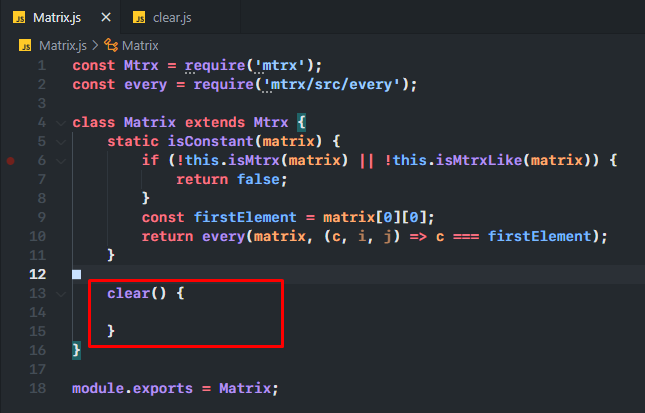 JS Matrix.js × JS clear.js
JS Matrix.js > Matrix
1 const Mtrx = require('mtrx');
2 const every = require('mtrx/src/every');
3
4 class Matrix extends Mtrx {
5 static isConstant(matrix) {
6 if (!this.isMtrx(matrix) || !this.isMtrxLike(matrix)) {
7 return false;
8 }
9 const firstElement = matrix[0][0];
10 return every(matrix, (c, i, j) => c === firstElement);
11 }
12
13 clear() {
14
15 }
16 }
17
18 module.exports = Matrix;